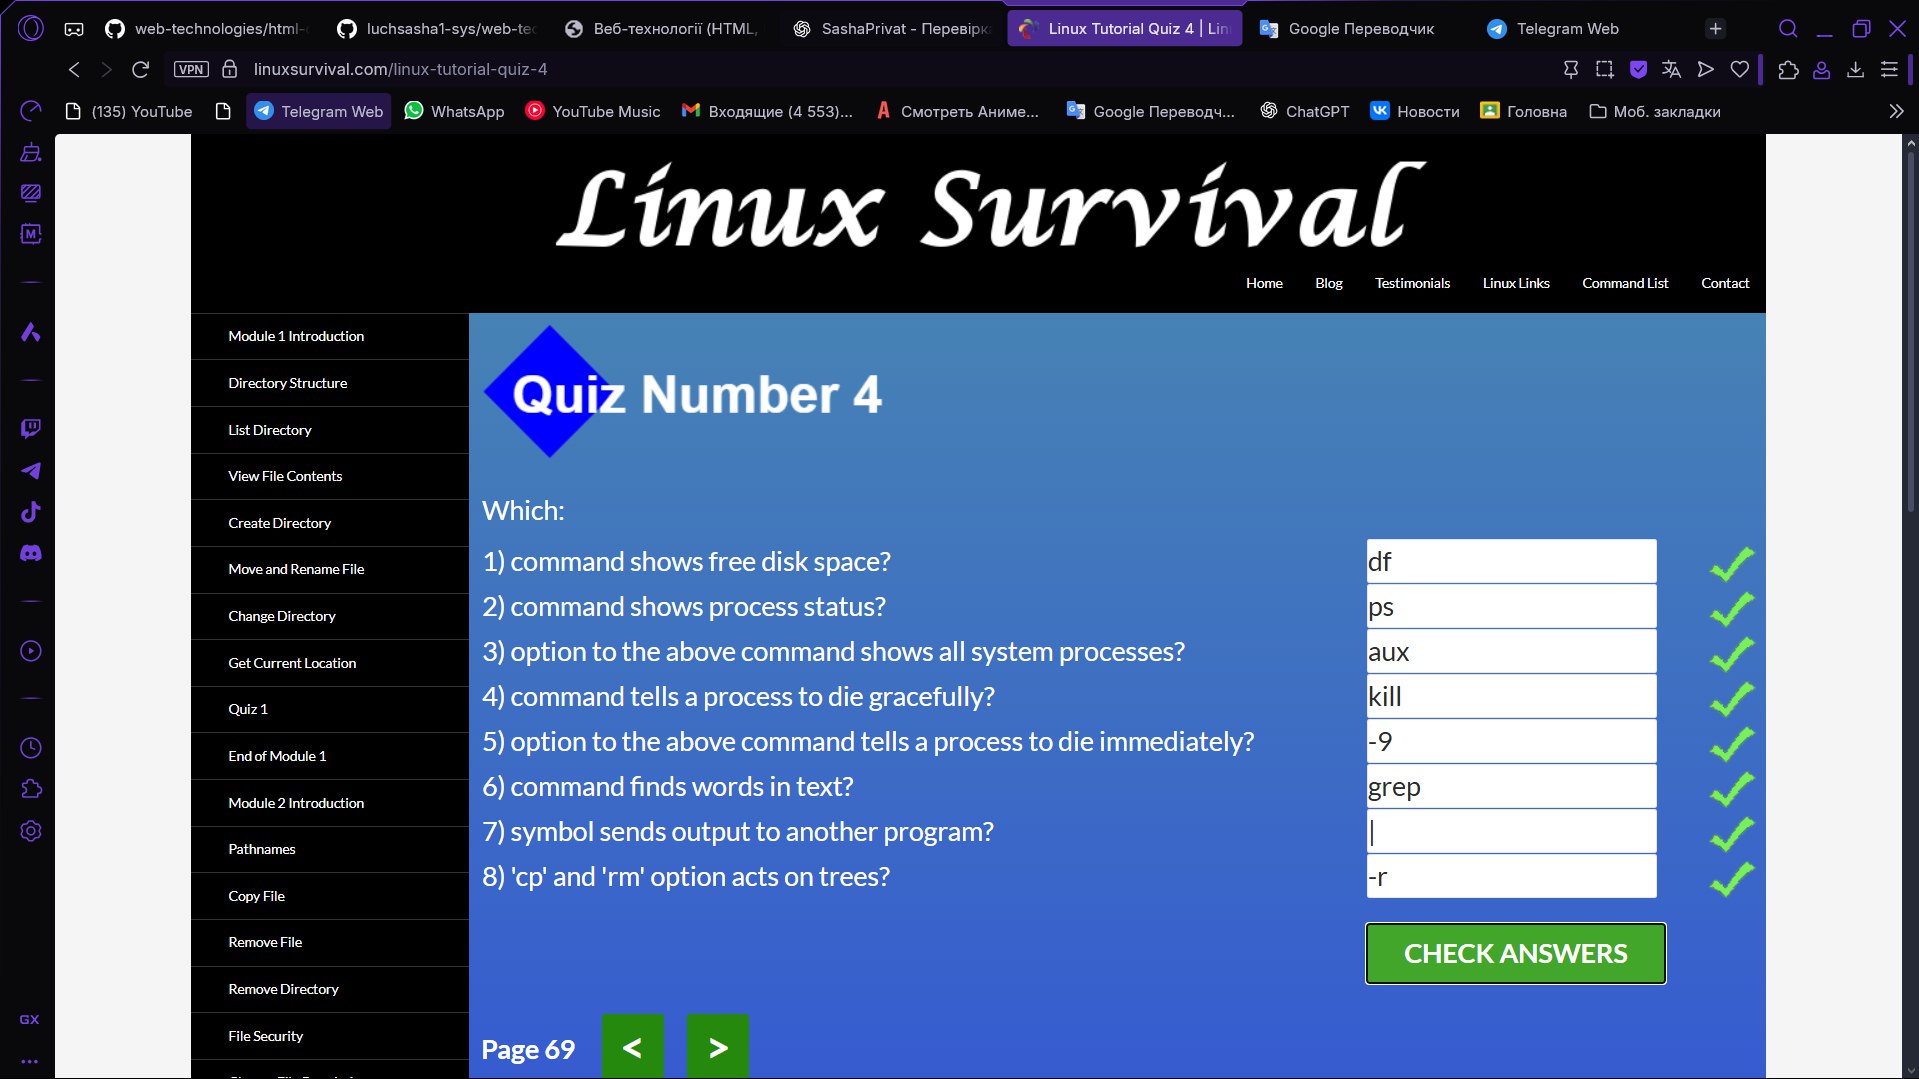 web-technologies/html-
luchsasha1-sys/web-tec
Веб-технології (HTML,
SashaPrivat - Перевірка
Linux Tutorial Quiz 4 | Lin
Google Переводчик
Telegram Web
VPN
linuxsurvival.com/linux-tutorial-quiz-4
(135) YouTube
Telegram Web
WhatsApp
YouTube Music
Входящие (4 553)...
Смотреть Аниме...
Google Переводч...
ChatGPT
Новости
Головна
Моб. закладки
Linux Survival
Home
Blog
Testimonials
Linux Links
Command List
Contact
Module 1 Introduction
Directory Structure
List Directory
View File Contents
Create Directory
Move and Rename File
Change Directory
Get Current Location
Quiz 1
End of Module 1
Module 2 Introduction
Pathnames
Copy File
Remove File
Remove Directory
File Security
Quiz Number 4
Which:
1) command shows free disk space? df
2) command shows process status? ps
3) option to the above command shows all system processes? aux
4) command tells a process to die gracefully? kill
5) option to the above command tells a process to die immediately? -9
6) command finds words in text? grep
7) symbol sends output to another program? |
8) 'cp' and 'rm' option acts on trees? -r
CHECK ANSWERS
Page 69 < >
GX